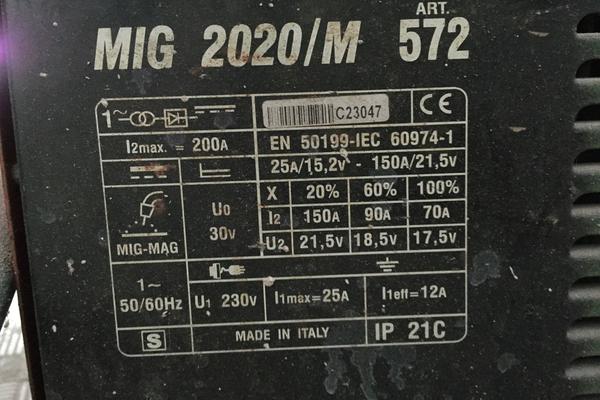 ART.
MIG 2020/M 572
1~ C23047 CE
I2max. = 200A EN 50199-IEC 60974-1
25A/15,2V - 150A/21,5V
X 20% 60% 100%
U0 I2 150A 90A 70A
MIG-MAG 30V U2 21,5V 18,5V 17,5V
1~
50/60Hz U1 230V I1max=25A I1eff=12A
S MADE IN ITALY IP 21C